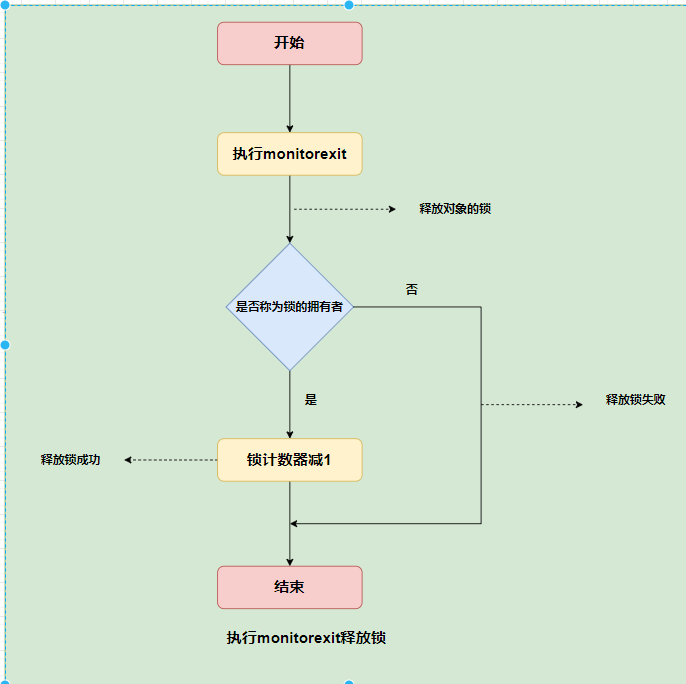 开始
执行monitorexit
释放对象的锁
是否称为锁的拥有者
否
是
释放锁失败
释放锁成功
锁计数器减1
结束
执行monitorexit释放锁